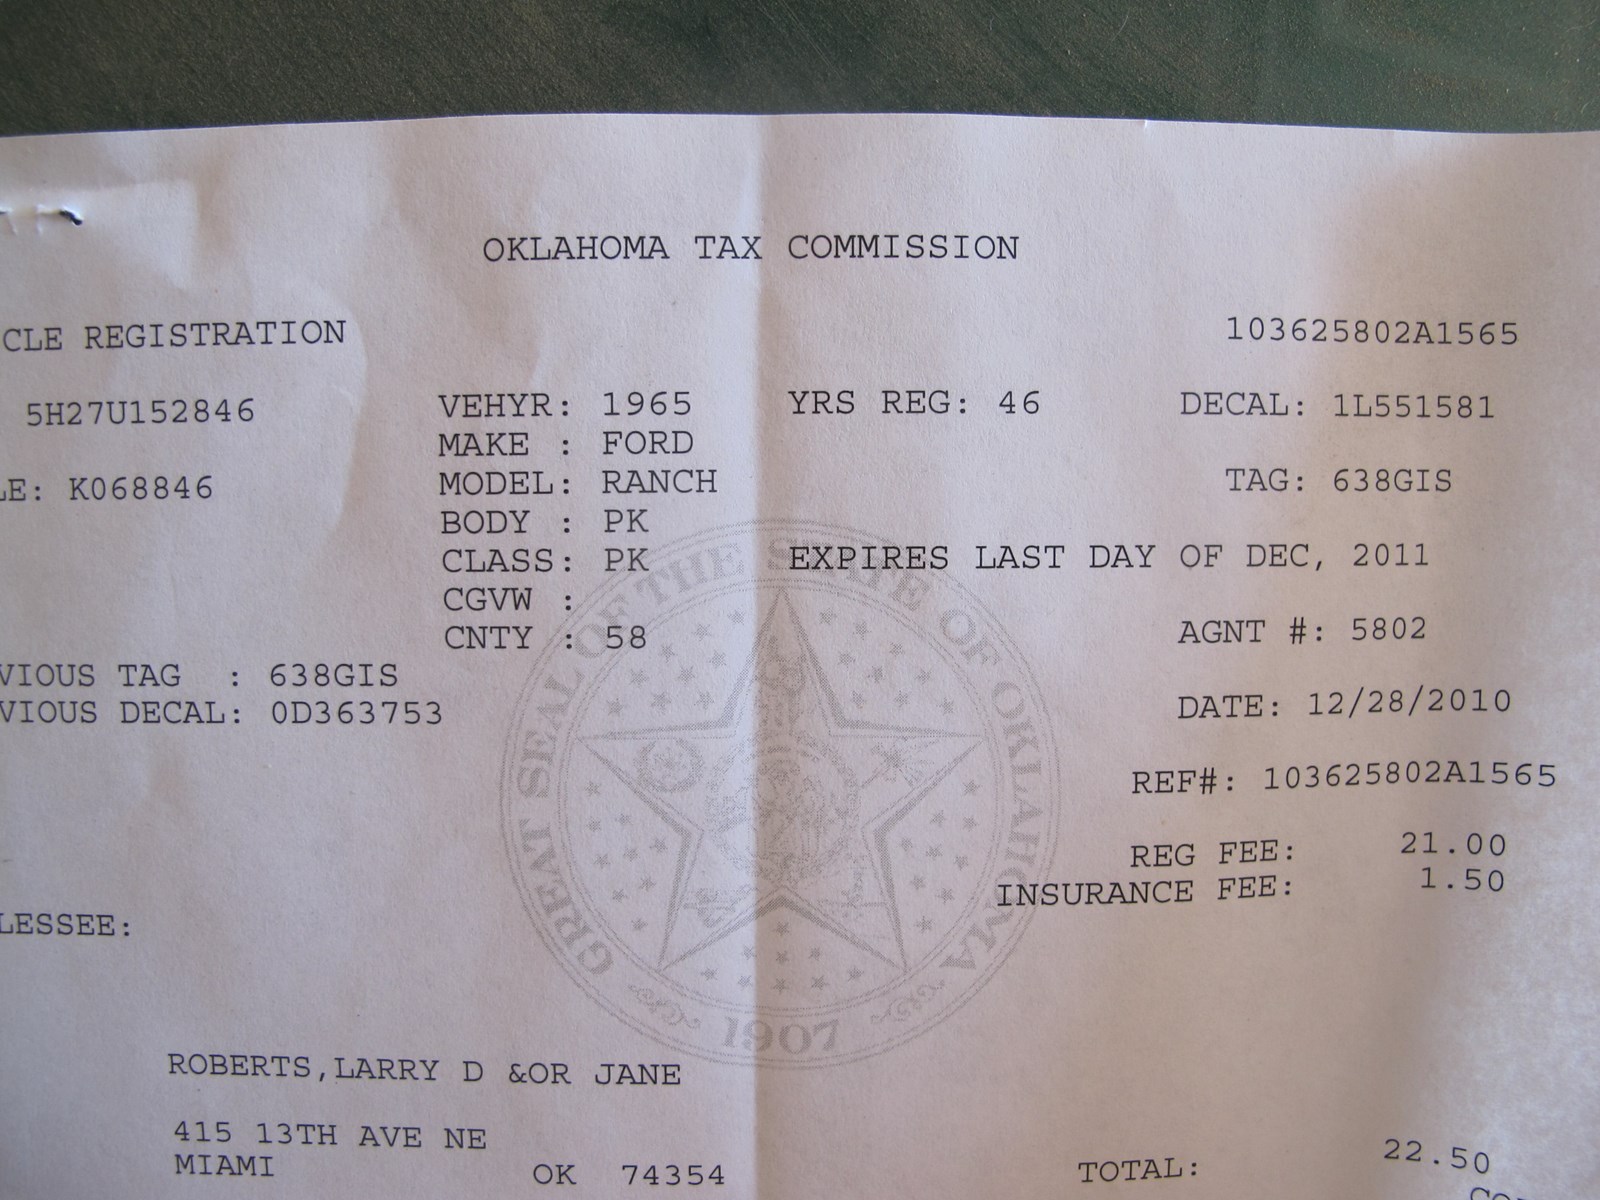 OKLAHOMA TAX COMMISSION
CLE REGISTRATION 103625802A1565
5H27U152846 VEHYR: 1965 YRS REG: 46 DECAL: 1L551581
MAKE : FORD
LE: K068846 MODEL: RANCH TAG: 638GIS
BODY : PK
CLASS: PK EXPIRES LAST DAY OF DEC, 2011
CGVW :
CNTY : 58 AGNT #: 5802
VIOUS TAG : 638GIS
VIOUS DECAL: 0D363753 DATE: 12/28/2010
REF#: 103625802A1565
REG FEE: 21.00
INSURANCE FEE: 1.50
LESSEE:
GREAT SEAL OF THE STATE OF OKLAHOMA
1907
ROBERTS,LARRY D &OR JANE
415 13TH AVE NE
MIAMI OK 74354
TOTAL: 22.50